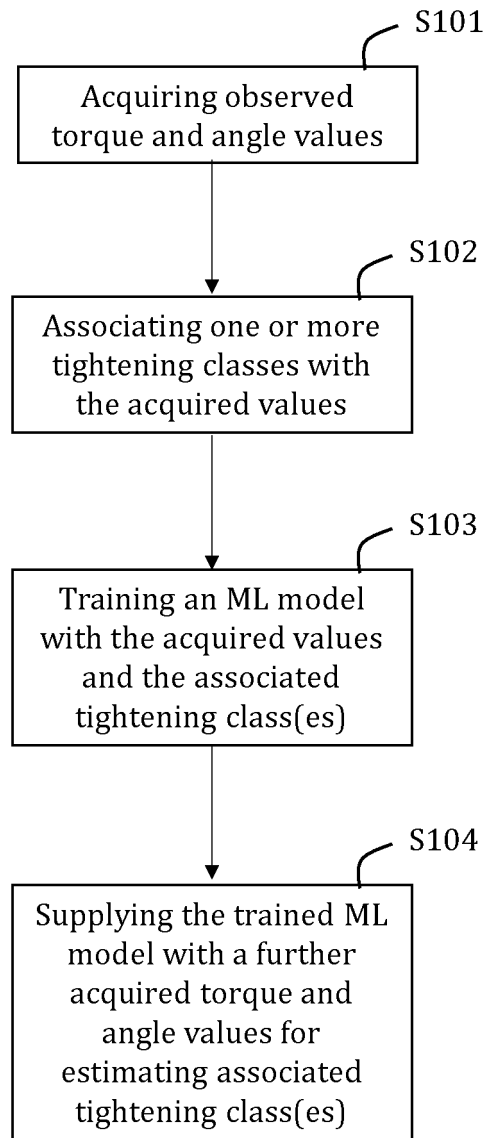 S101
Acquiring observed
torque and angle values
S102
Associating one or more
tightening classes with
the acquired values
S103
Training an ML model
with the acquired values
and the associated
tightening class(es)
S104
Supplying the trained ML
model with a further
acquired torque and
angle values for
estimating associated
tightening class(es)